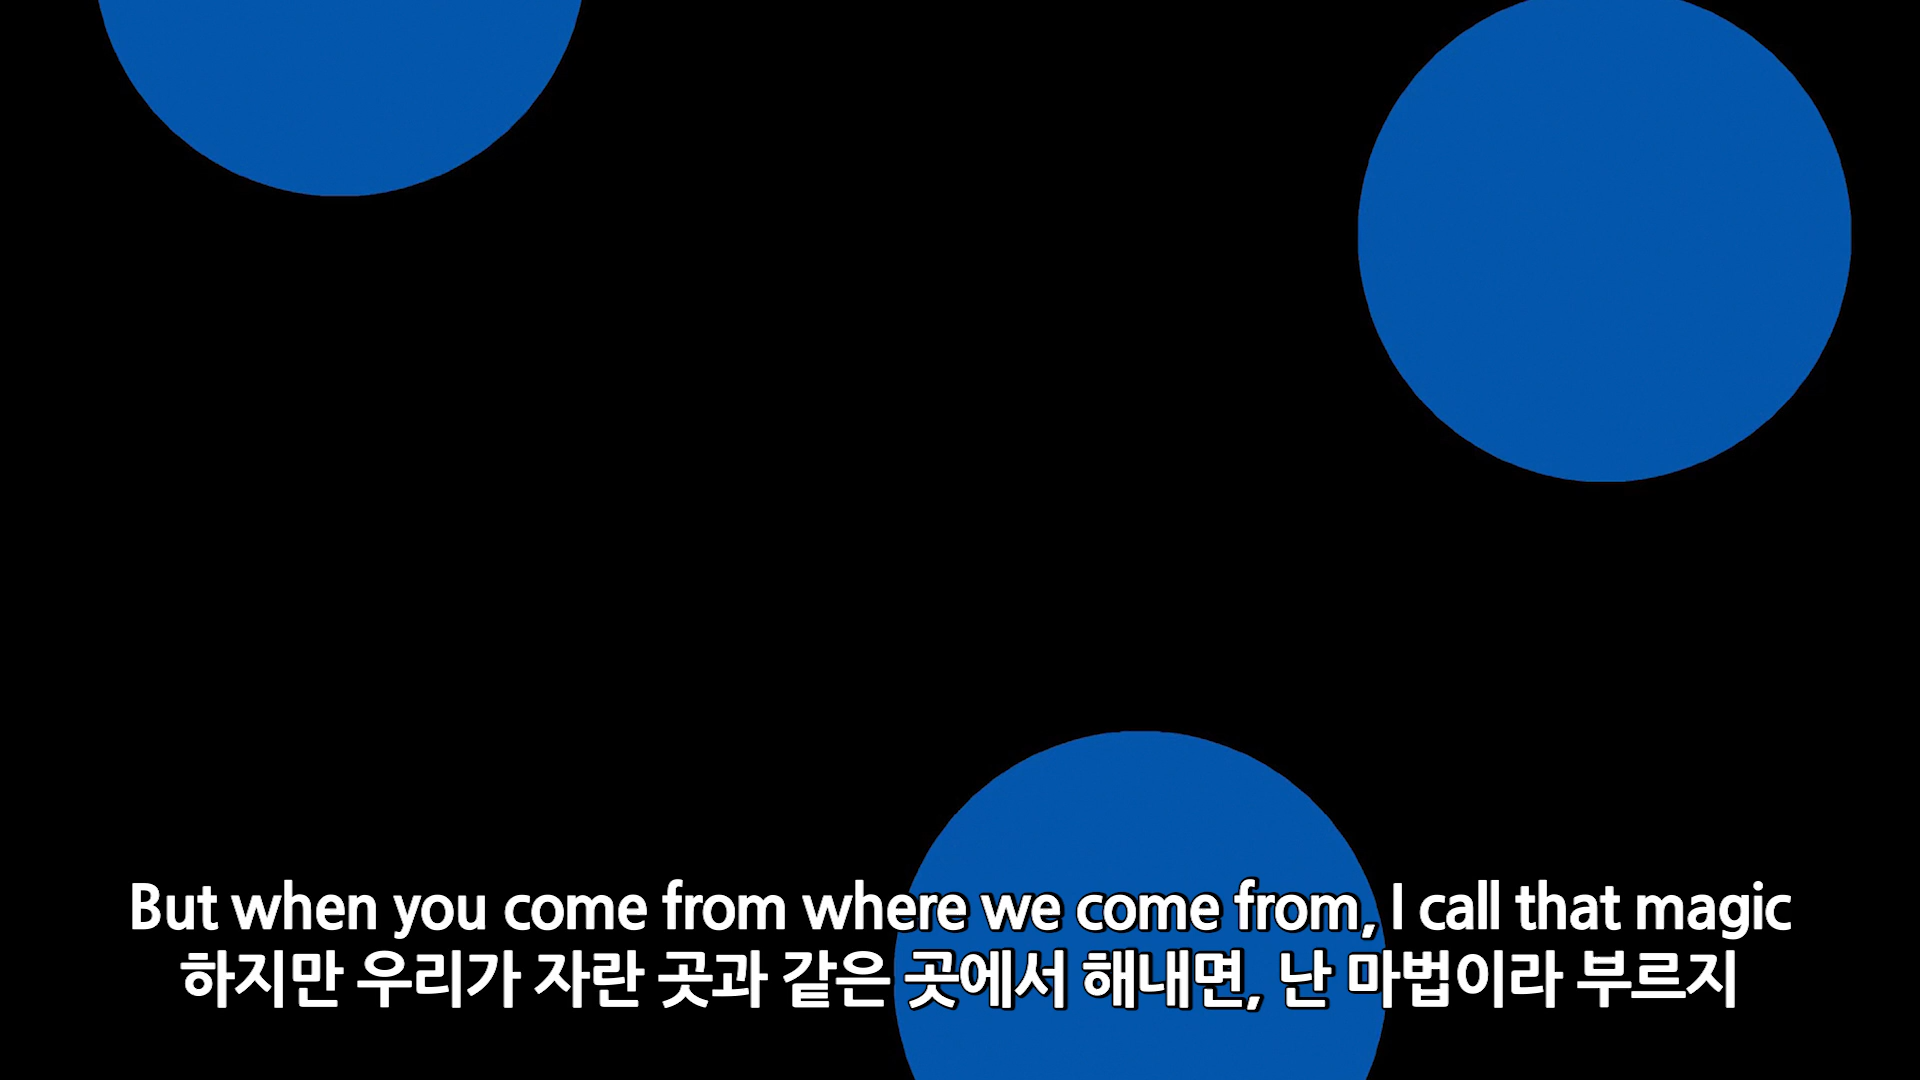 But when you come from where we come from, I call that magic
하지만 우리가 자란 곳과 같은 곳에서 해내면, 난 마법이라 부르지